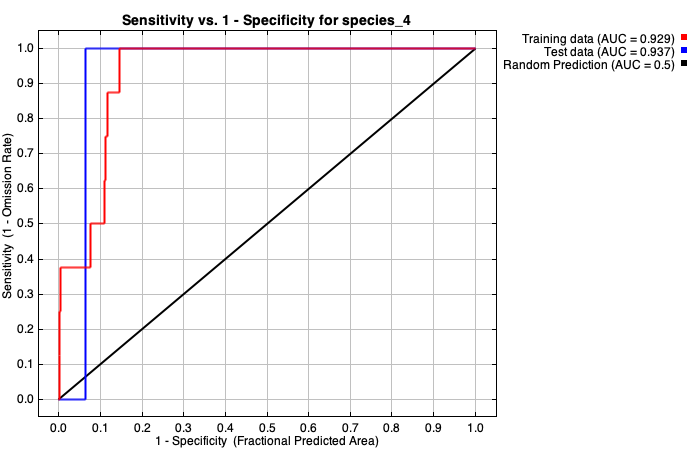 Sensitivity vs. 1 - Specificity for species_4
Training data (AUC = 0.929)
Test data (AUC = 0.937)
Random Prediction (AUC = 0.5)
Sensitivity (1 - Omission Rate)
1.0
0.9
0.8
0.7
0.6
0.5
0.4
0.3
0.2
0.1
0.0
0.0 0.1 0.2 0.3 0.4 0.5 0.6 0.7 0.8 0.9 1.0
1 - Specificity (Fractional Predicted Area)